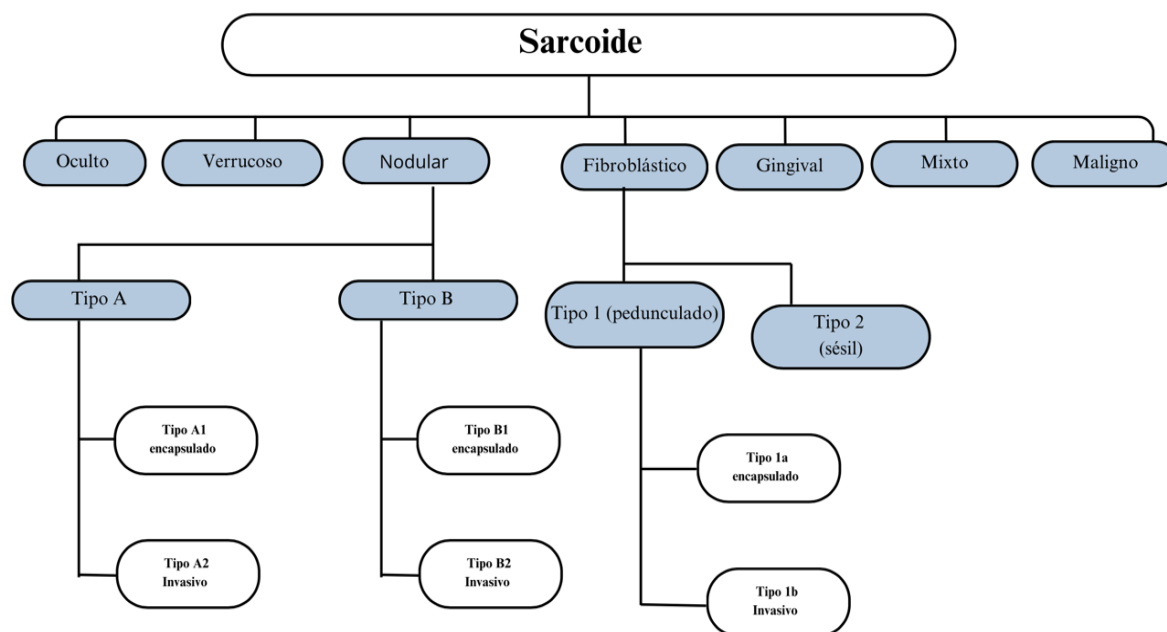 Sarcoide
Oculto
Verrucoso
Nodular
Fibroblástico
Gingival
Mixto
Maligno
Tipo A
Tipo B
Tipo 1 (pedunculado)
Tipo 2
(sésil)
Tipo A1
encapsulado
Tipo B1
encapsulado
Tipo 1a
encapsulado
Tipo A2
Invasivo
Tipo B2
Invasivo
Tipo 1b
Invasivo